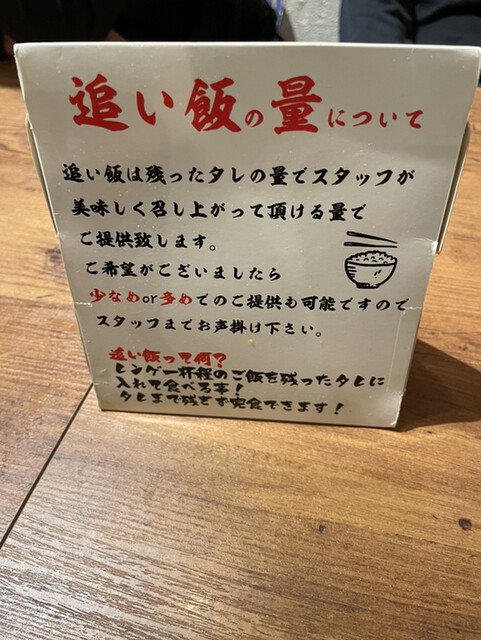 追い飯の量について
追い飯は残ったタレの量でスタッフが
美味しく召し上がって頂ける量で
ご提供致します。
ご希望がございましたら
少なめor多めでのご提供も可能ですので
スタッフまでお声掛け下さい。
追い飯って何?
レンゲ一杯程のご飯を残ったタレに
入れて食べる事!
タレまで残さず完食できます!